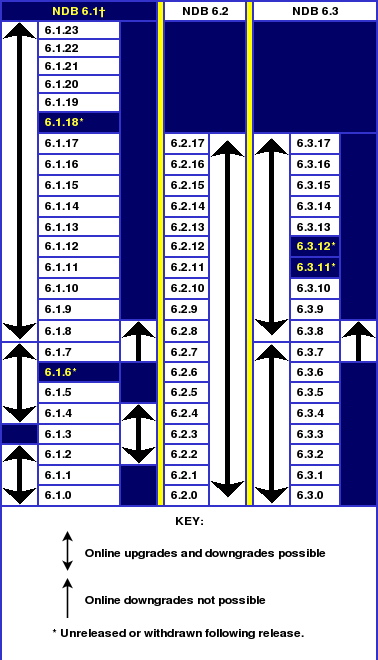 NDB 6.1† NDB 6.2 NDB 6.3
6.1.23
6.1.22
6.1.21
6.1.20
6.1.19
6.1.18*
6.1.17 6.2.17 6.3.17
6.1.16 6.2.16 6.3.16
6.1.15 6.2.15 6.3.15
6.1.14 6.2.14 6.3.14
6.1.13 6.2.13 6.3.13
6.1.12 6.2.12 6.3.12*
6.1.11 6.2.11 6.3.11*
6.1.10 6.2.10 6.3.10
6.1.9 6.2.9 6.3.9
6.1.8 6.2.8 6.3.8
6.1.7 6.2.7 6.3.7
6.1.6* 6.2.6 6.3.6
6.1.5 6.2.5 6.3.5
6.1.4 6.2.4 6.3.4
6.1.3 6.2.3 6.3.3
6.1.2 6.2.2 6.3.2
6.1.1 6.2.1 6.3.1
6.1.0 6.2.0 6.3.0
KEY:
Online upgrades and downgrades possible
Online downgrades not possible
* Unreleased or withdrawn following release.